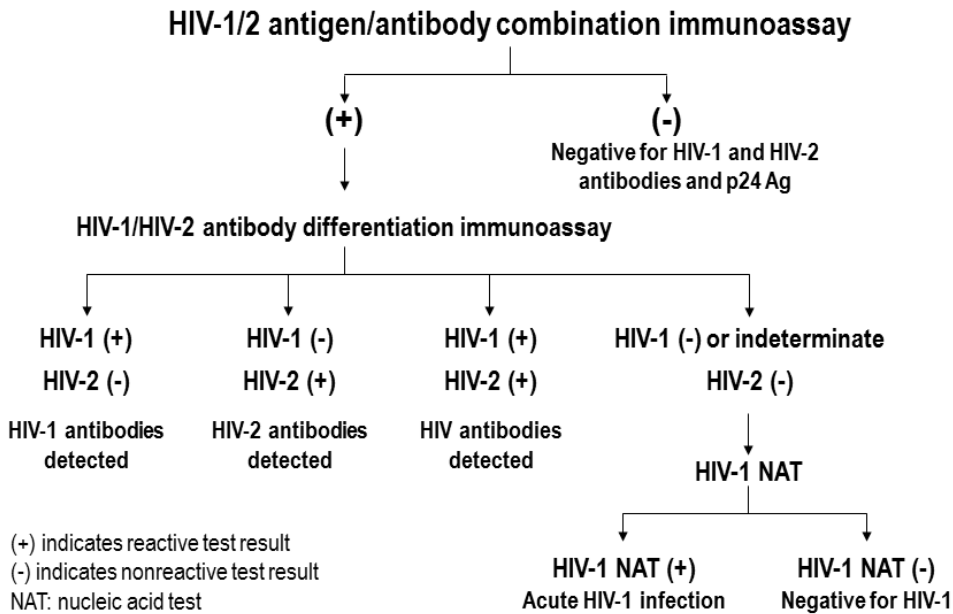 HIV-1/2 antigen/antibody combination immunoassay
(+)
(-)
Negative for HIV-1 and HIV-2
antibodies and p24 Ag
HIV-1/HIV-2 antibody differentiation immunoassay
HIV-1 (+)
HIV-2 (-)
HIV-1 antibodies
detected
HIV-1 (-)
HIV-2 (+)
HIV-2 antibodies
detected
HIV-1 (+)
HIV-2 (+)
HIV antibodies
detected
HIV-1 (-) or indeterminate
HIV-2 (-)
HIV-1 NAT
HIV-1 NAT (+)
Acute HIV-1 infection
HIV-1 NAT (-)
Negative for HIV-1
(+) indicates reactive test result
(-) indicates nonreactive test result
NAT: nucleic acid test